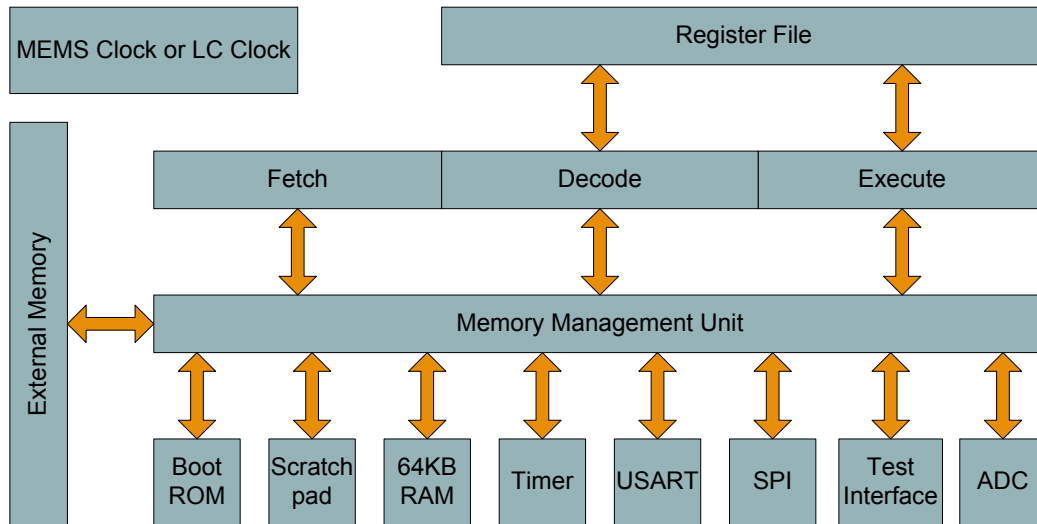 MEMS Clock or LC Clock
Register File
Fetch
Decode
Execute
External Memory
Memory Management Unit
Boot
ROM
Scratch
pad
64KB
RAM
Timer
USART
SPI
Test
Interface
ADC